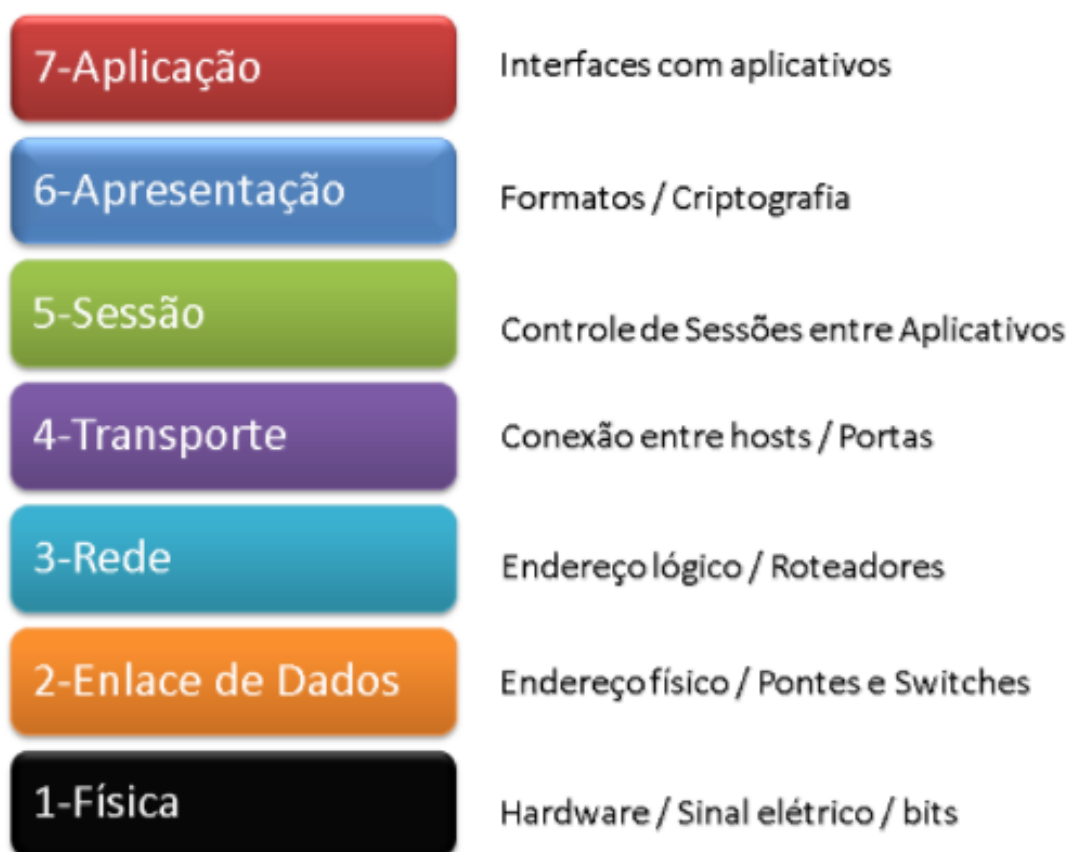 7-Aplicação
Interfaces com aplicativos
6-Apresentação
Formatos / Criptografia
5-Sessão
Controle de Sessões entre Aplicativos
4-Transporte
Conexão entre hosts / Portas
3-Rede
Endereço lógico / Roteadores
2-Enlace de Dados
Endereço físico / Pontes e Switches
1-Física
Hardware / Sinal elétrico / bits